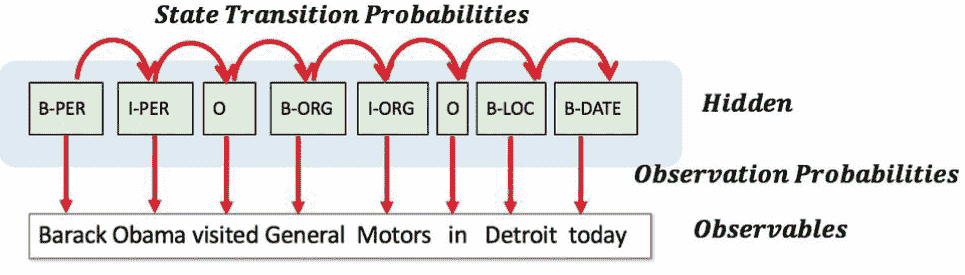 State Transition Probabilities
B-PER I-PER O B-ORG I-ORG O B-LOC B-DATE
Hidden
Observation Probabilities
Barack Obama visited General Motors in Detroit today
Observables